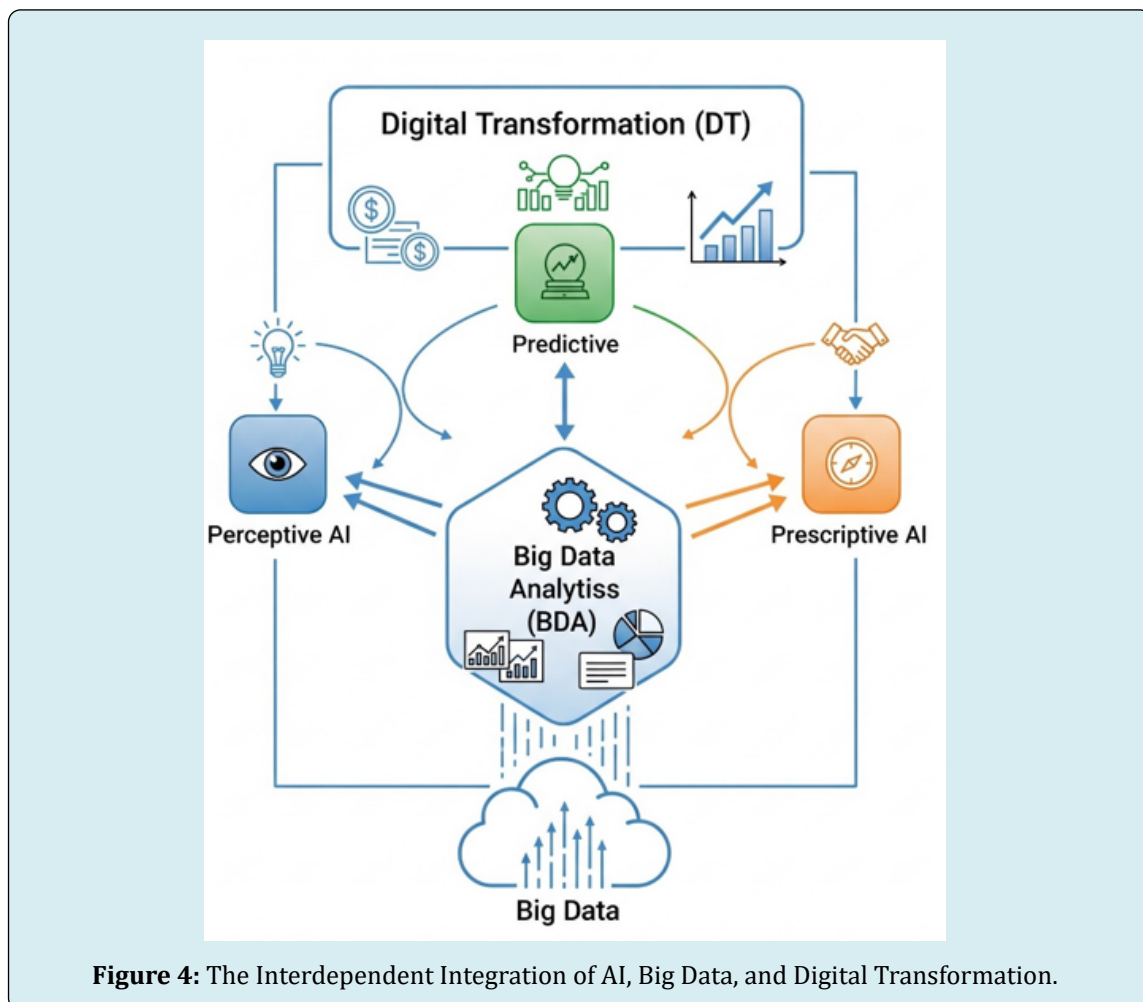 Digital Transformation (DT)
$
$
Predictive
Perceptive AI
Prescriptive AI
Big Data
Analytiss
(BDA)
Big Data
Figure 4: The Interdependent Integration of AI, Big Data, and Digital Transformation.